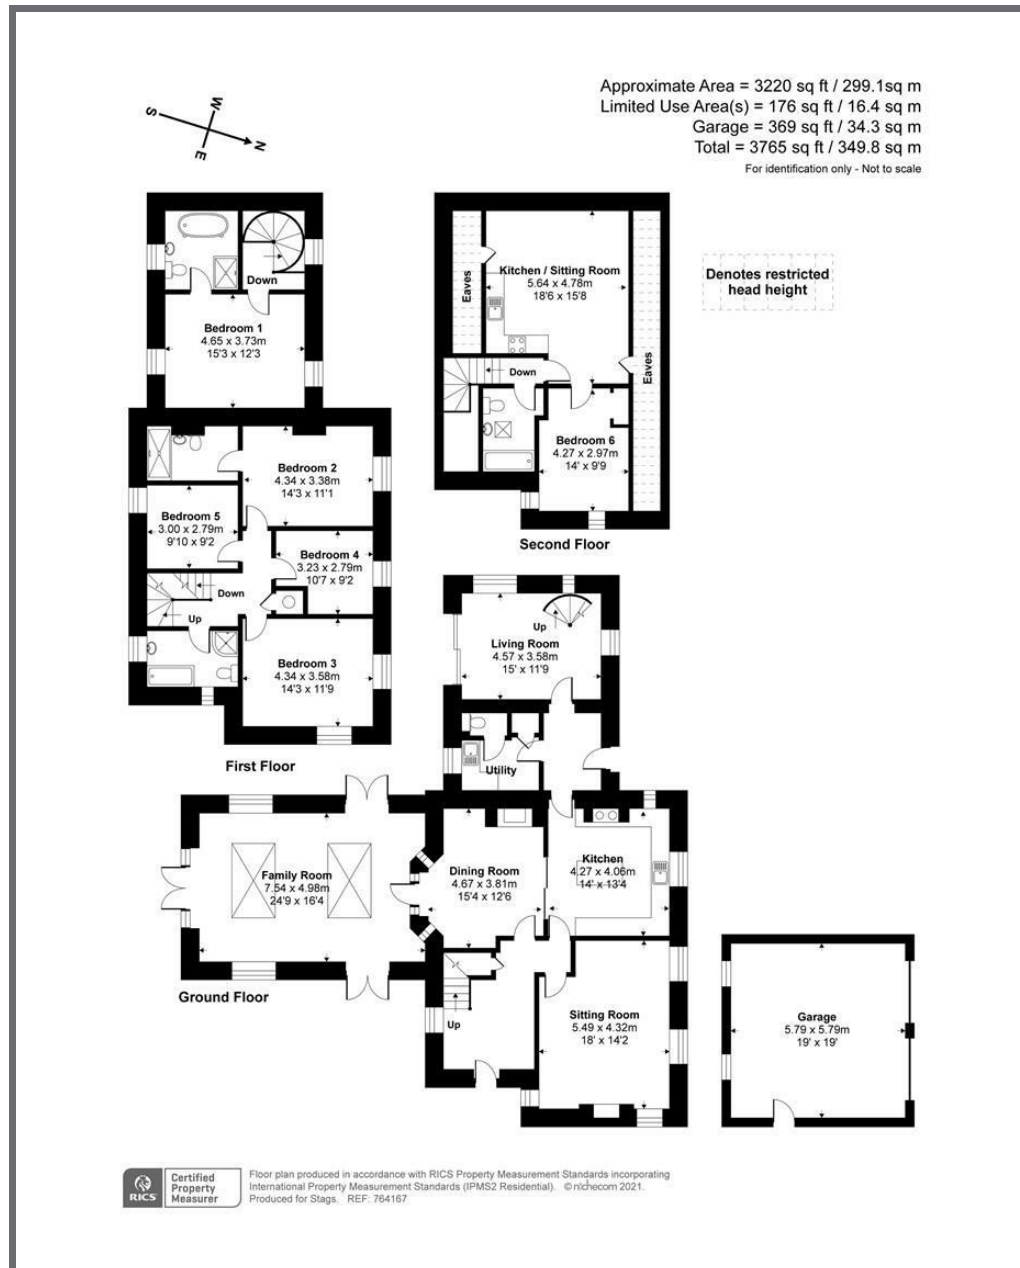 Approximate Area = 3220 sq ft / 299.1sq m
Limited Use Area(s) = 176 sq ft / 16.4 sq m
Garage = 369 sq ft / 34.3 sq m
Total = 3765 sq ft / 349.8 sq m
For identification only - Not to scale
W
S
N
E
Down
Bedroom 1
4.65 x 3.73m
15'3 x 12'3
Bedroom 2
4.34 x 3.38m
14'3 x 11'1
Bedroom 5
3.00 x 2.79m
9'10 x 9'2
Bedroom 4
3.23 x 2.79m
10'7 x 9'2
Down
Up
Bedroom 3
4.34 x 3.58m
14'3 x 11'9
First Floor
Eaves
Kitchen / Sitting Room
5.64 x 4.78m
18'6 x 15'8
Eaves
Down
Bedroom 6
4.27 x 2.97m
14' x 9'9
Second Floor
Denotes restricted
head height
Up
Living Room
4.57 x 3.58m
15' x 11'9
Utility
Family Room
7.54 x 4.98m
24'9 x 16'4
Dining Room
4.67 x 3.81m
15'4 x 12'6
Kitchen
4.27 x 4.06m
14' x 13'4
Ground Floor
Up
Sitting Room
5.49 x 4.32m
18' x 14'2
Garage
5.79 x 5.79m
19' x 19'
RICS
Certified
Property
Measurer
Floor plan produced in accordance with RICS Property Measurement Standards incorporating
International Property Measurement Standards (IPMS2 Residential). © nichecom 2021.
Produced for Stags. REF: 764167